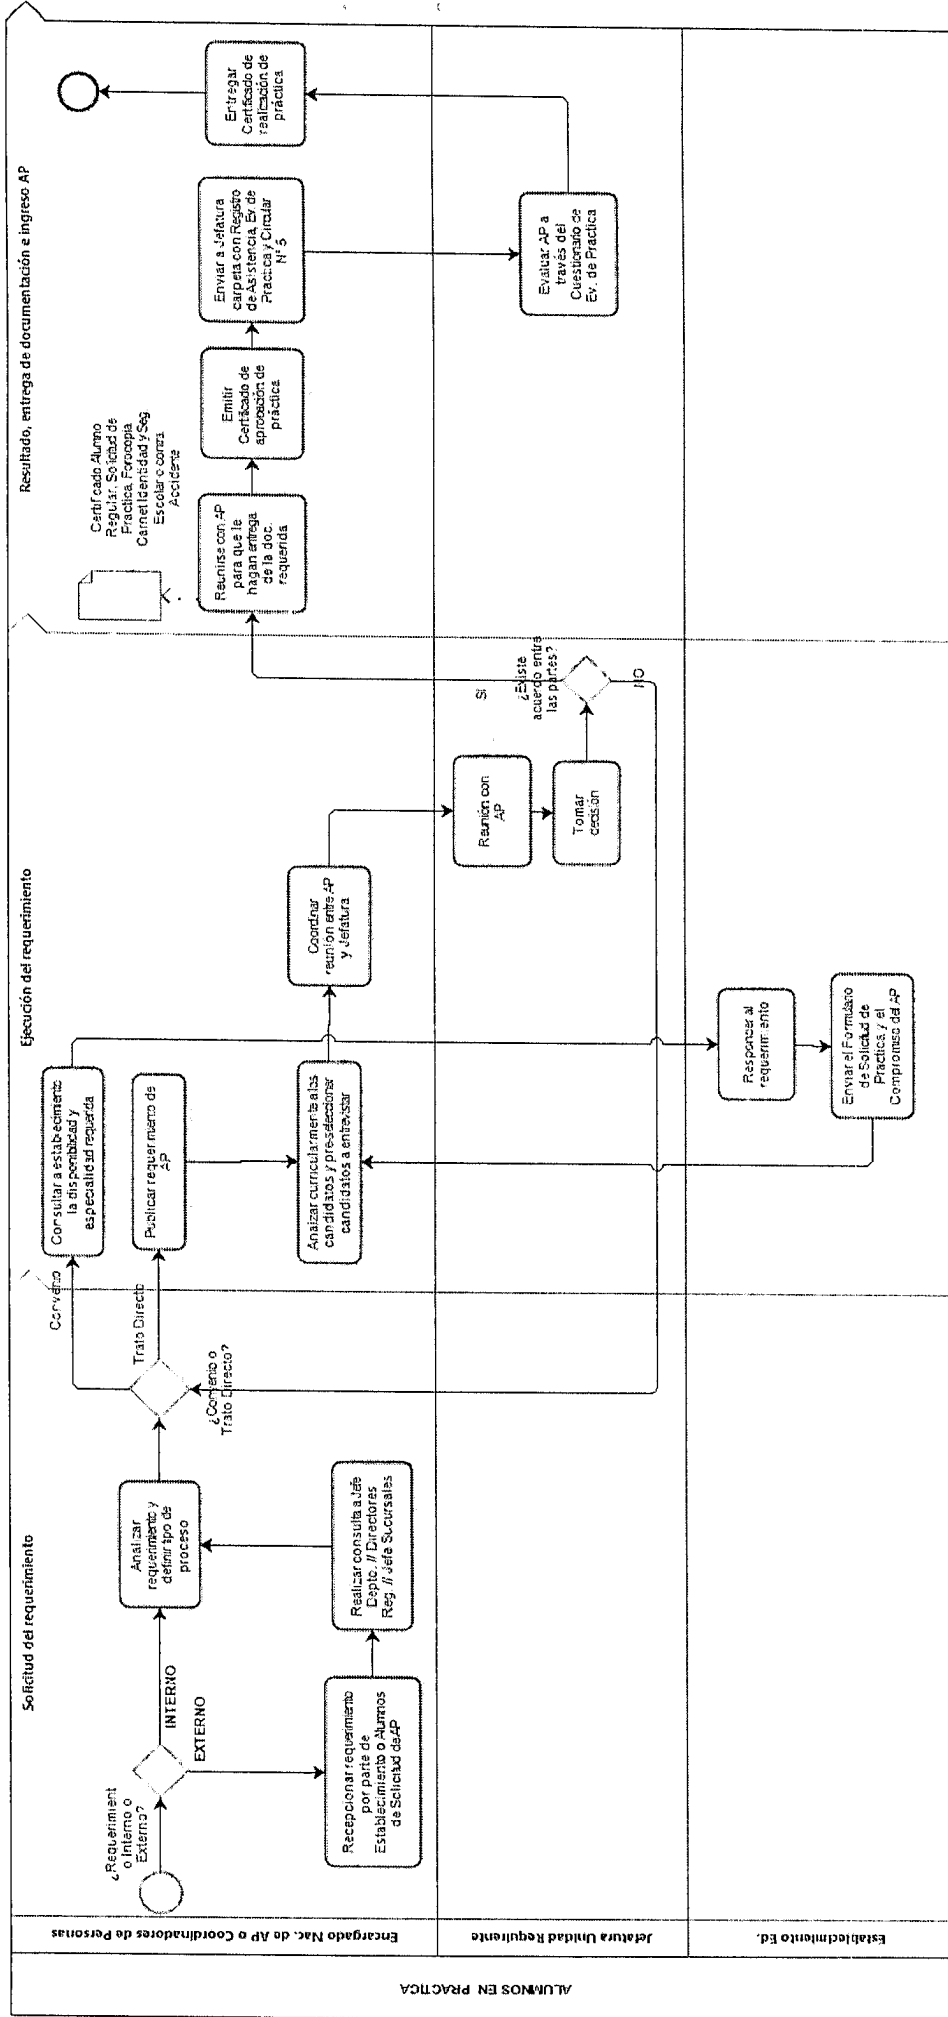 ALUMNOS EN PRACTICA
Encargado Nac. de AP o Coordinadores de Personas
Jefatura Unidad Requirente
Establecimiento Ed.
Solicitud del requerimiento
¿Requerimient
o Interno o
Externo?
INTERNO
EXTERNO
Recepcionar requerimiento
por parte de
Establecimiento o Alumnos
de Solicitud de AP
Realizar consulta a Jefe
Depto. // Directores
Reg. // Jefe Sucursales
Analizar
requerimiento y
definir tipo de
proceso
¿Convenio o
Trato Directo?
Convenio
Trato Directo
Ejecución del requerimiento
Consultar a establecimiento
la disponibilidad y
especialidad requerida
Publicar requerimiento de
AP
Analizar curricularmente a los
candidatos y pre-seleccionar
candidatos a entrevistar
Coordinar
reunión entre AP
y Jefatura
Reunión con
AP
Tomar
decisión
¿Existe
acuerdo entre
las partes?
SI
NO
Responder al
requerimiento
Enviar el Formulario
de Solicitud de
Práctica y el
Compromiso del AP
Resultado, entrega de documentación e ingreso AP
Certificado Alumno
Regular, Solicitud de
Practica, Forocopia
Carnet Identidad y Seg
Escolar o contra
Accidente
Reunirse con AP
para que le
hagan entrega
de la doc.
requerida
Emitir
Certificado de
aprobación de
práctica
Enviar a Jefatura
carpeta con Registro
de Asistencia, Ev. de
Practica y Circular
N° 5
Evaluar AP a
través del
Cuestionario de
Ev. de Practica
Entregar
Certificado de
realización de
práctica